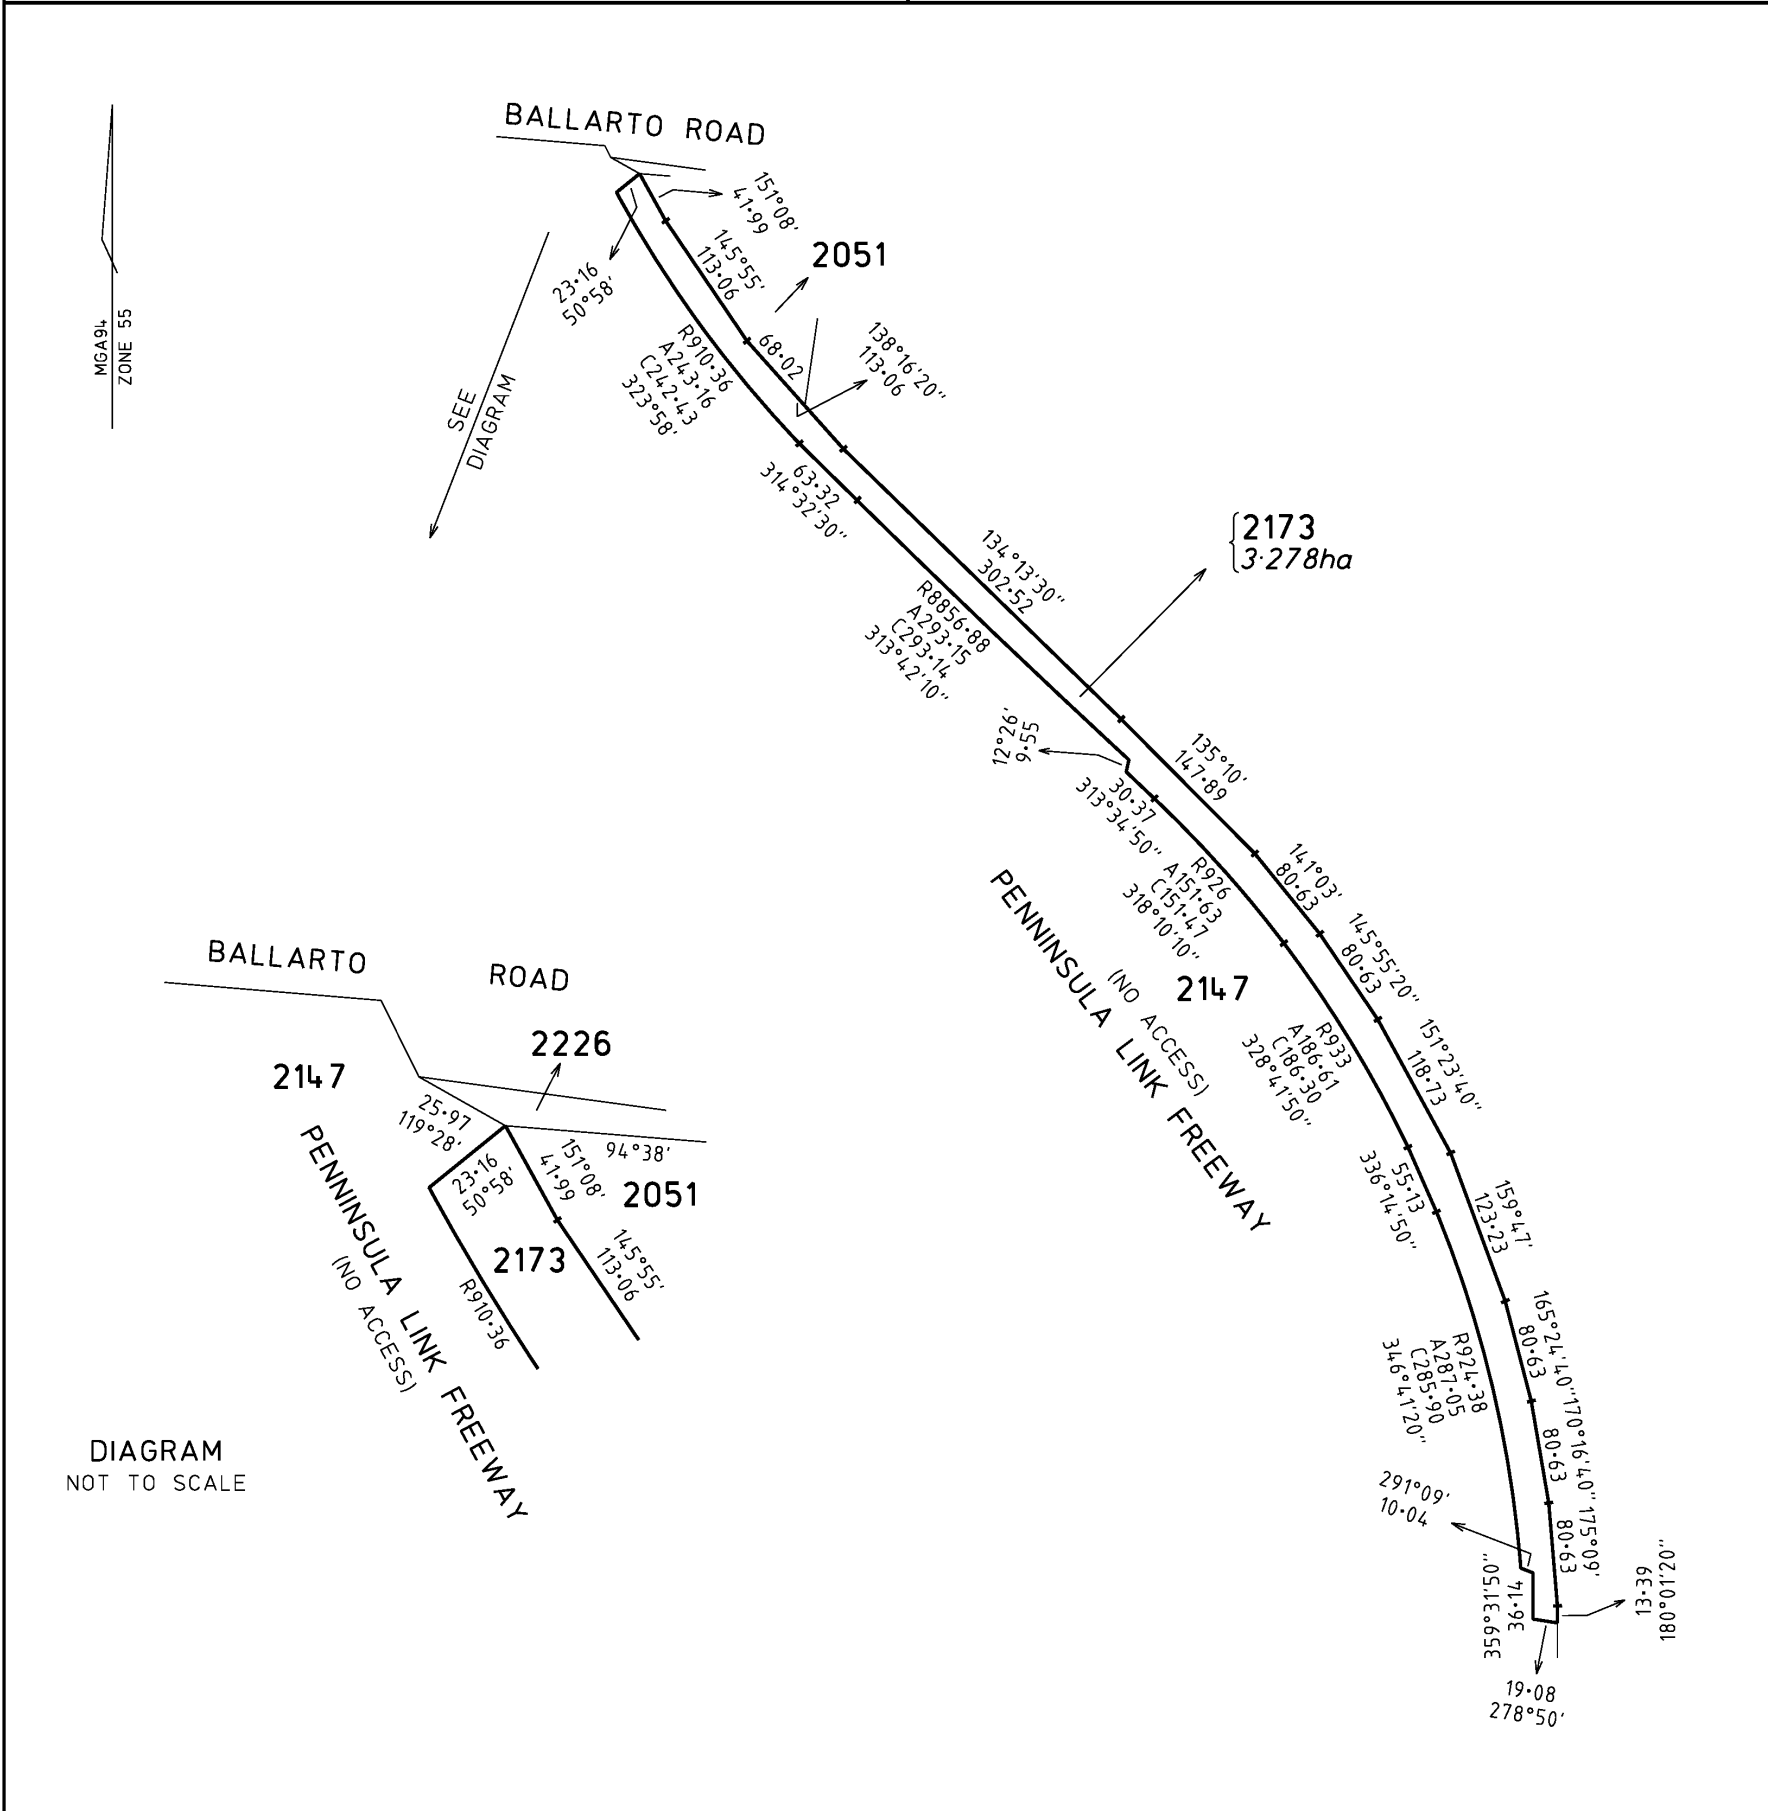 BALLARTO ROAD
MGA94
ZONE 55
151°08'
41·99
2051
145°55'
113·06
23·16
50°58'
68·02
138°16'20"
113·06
R910·36
A243·16
C242·43
323°58'
SEE
DIAGRAM
63·32
314°32'30"
2173
3·278ha
134°13'30"
302·52
R8856·88
A293·15
C293·14
313°42'10"
12°26'
9·55
135°10'
147·89
30·37
313°34'50"
141°03'
80·63
R926
A151·63
C151·47
318°10'10"
145°55'20"
80·63
PENNINSULA LINK FREEWAY
(NO ACCESS)
2147
151°23'40"
118·73
R933
A186·61
C186·30
328°41'50"
159°47'
123·23
55·13
336°14'50"
165°24'40"
80·63
R924·38
A287·05
C285·90
346°41'20"
170°16'40"
80·63
175°09'
80·63
291°09'
10·04
359°31'50"
36·14
13·39
180°01'20"
19·08
278°50'
BALLARTO ROAD
2226
2147
25·97
119°28'
94°38'
23·16
50°58'
151°08'
41·99
2051
2173
145°55'
113·06
R910·36
PENNINSULA LINK FREEWAY
(NO ACCESS)
DIAGRAM
NOT TO SCALE